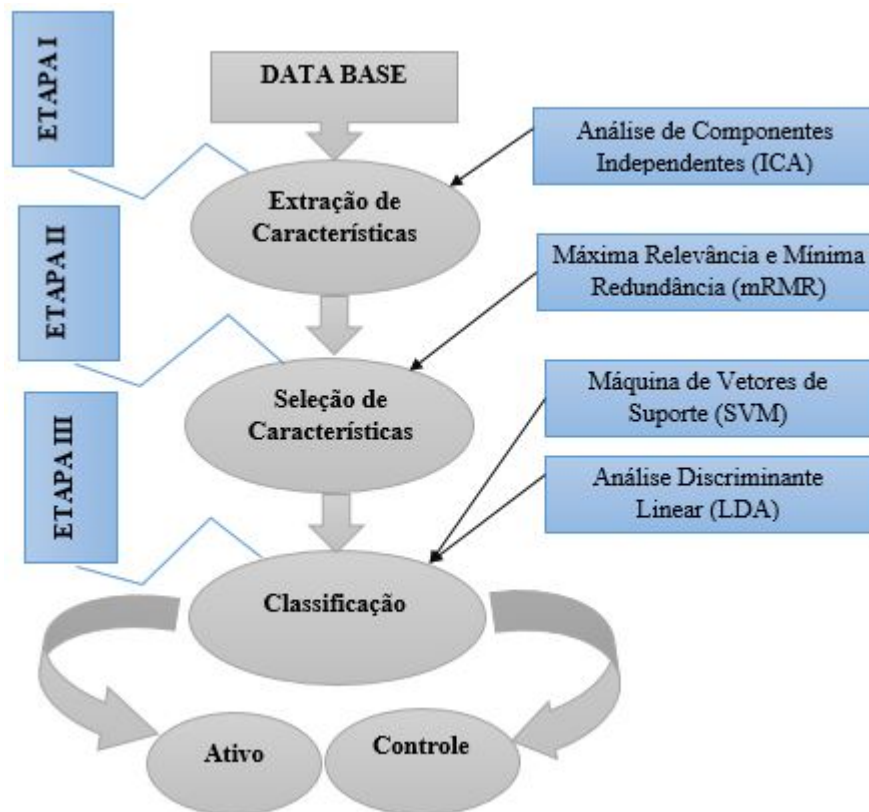 ETAPA I
DATA BASE
Análise de Componentes
Independentes (ICA)
Extração de
Características
ETAPA II
Máxima Relevância e Mínima
Redundância (mRMR)
Seleção de
Características
Máquina de Vetores de
Suporte (SVM)
ETAPA III
Análise Discriminante
Linear (LDA)
Classificação
Ativo
Controle